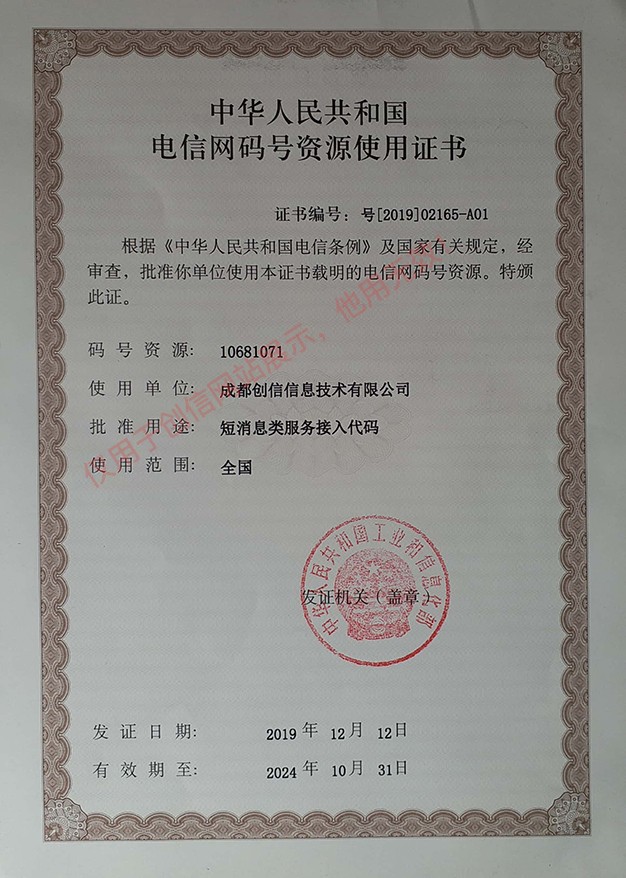 中华人民共和国
电信网码号资源使用证书
证书编号：号[2019]02165-A01
根据《中华人民共和国电信条例》及国家有关规定，经
审查，批准你单位使用本证书载明的电信网码号资源。特颁
此证。
码号资源：10681071
使用单位：成都创信信息技术有限公司
批准用途：短消息类服务接入代码
使用范围：全国
仅用于创信网站展示，他用无效
中华人民共和国工业和信息化部
发证机关（盖章）
发证日期：2019年12月12日
有效期至：2024年10月31日